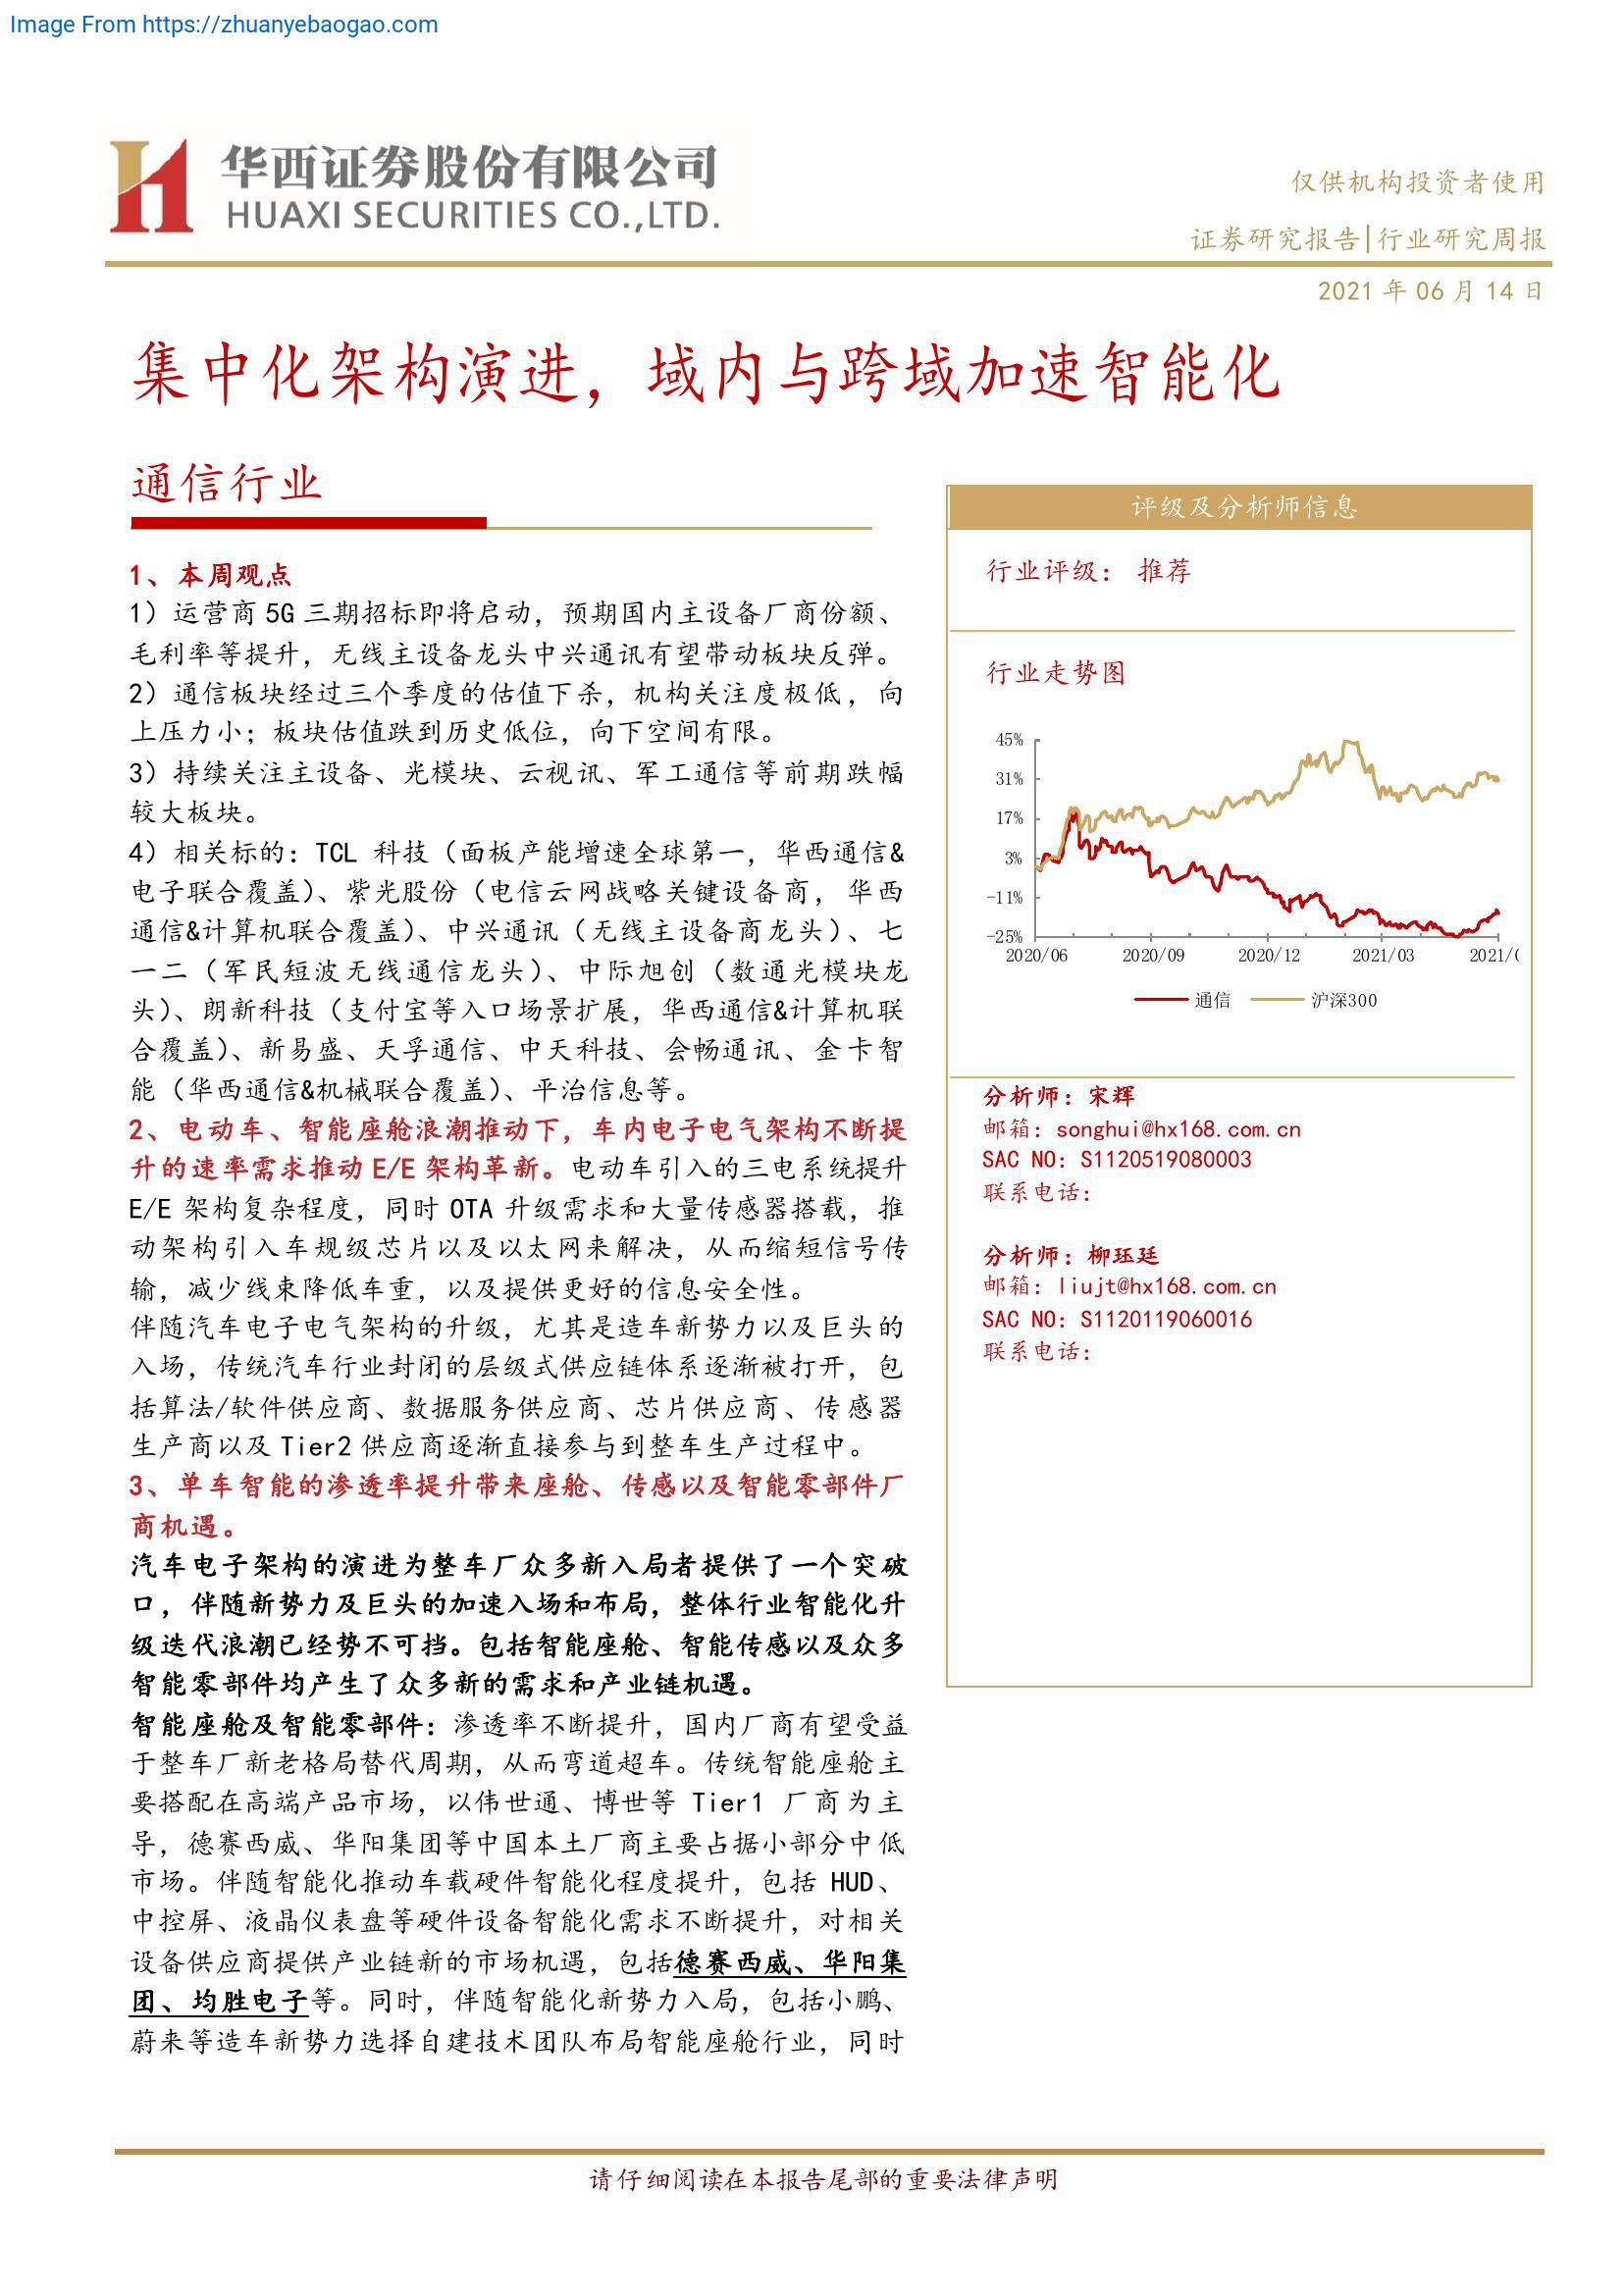 Image From https://zhuanyebaogao.com
华西证券股份有限公司
HUAXI SECURITIES CO.,LTD.
仅供机构投资者使用
证券研究报告|行业研究周报
2021 年 06 月 14 日
集中化架构演进，域内与跨域加速智能化
通信行业
1、本周观点
1）运营商 5G 三期招标即将启动，预期国内主设备厂商份额、
毛利率等提升，无线主设备龙头中兴通讯有望带动板块反弹。
2）通信板块经过三个季度的估值下杀，机构关注度极低，向
上压力小；板块估值跌到历史低位，向下空间有限。
3）持续关注主设备、光模块、云视讯、军工通信等前期跌幅
较大板块。
4）相关标的：TCL 科技（面板产能增速全球第一，华西通信&
电子联合覆盖）、紫光股份（电信云网战略关键设备商，华西
通信&计算机联合覆盖）、中兴通讯（无线主设备商龙头）、七
一二（军民短波无线通信龙头）、中际旭创（数通光模块龙
头）、朗新科技（支付宝等入口场景扩展，华西通信&计算机联
合覆盖）、新易盛、天孚通信、中天科技、会畅通讯、金卡智
能（华西通信&机械联合覆盖）、平治信息等。
2、电动车、智能座舱浪潮推动下，车内电子电气架构不断提
升的速率需求推动 E/E 架构革新。电动车引入的三电系统提升
E/E 架构复杂程度，同时 OTA 升级需求和大量传感器搭载，推
动架构引入车规级芯片以及以太网来解决，从而缩短信号传
输，减少线束降低车重，以及提供更好的信息安全性。
伴随汽车电子电气架构的升级，尤其是造车新势力以及巨头的
入场，传统汽车行业封闭的层级式供应链体系逐渐被打开，包
括算法/软件供应商、数据服务供应商、芯片供应商、传感器
生产商以及 Tier2 供应商逐渐直接参与到整车生产过程中。
3、单车智能的渗透率提升带来座舱、传感以及智能零部件厂
商机遇。
汽车电子架构的演进为整车厂众多新入局者提供了一个突破
口，伴随新势力及巨头的加速入场和布局，整体行业智能化升
级迭代浪潮已经势不可挡。包括智能座舱、智能传感以及众多
智能零部件均产生了众多新的需求和产业链机遇。
智能座舱及智能零部件：渗透率不断提升，国内厂商有望受益
于整车厂新老格局替代周期，从而弯道超车。传统智能座舱主
要搭配在高端产品市场，以伟世通、博世等 Tier1 厂商为主
导，德赛西威、华阳集团等中国本土厂商主要占据小部分中低
市场。伴随智能化推动车载硬件智能化程度提升，包括 HUD、
中控屏、液晶仪表盘等硬件设备智能化需求不断提升，对相关
设备供应商提供产业链新的市场机遇，包括德赛西威、华阳集
团、均胜电子等。同时，伴随智能化新势力入局，包括小鹏、
蔚来等造车新势力选择自建技术团队布局智能座舱行业，同时
评级及分析师信息
行业评级： 推荐
行业走势图
45%
31%
17%
3%
-11%
-25%
2020/06 2020/09 2020/12 2021/03 2021/
通信 沪深300
分析师：宋辉
邮箱：songhui@hx168.com.cn
SAC NO：S1120519080003
联系电话：
分析师：柳珏廷
邮箱：liujt@hx168.com.cn
SAC NO：S1120119060016
联系电话：
请仔细阅读在本报告尾部的重要法律声明